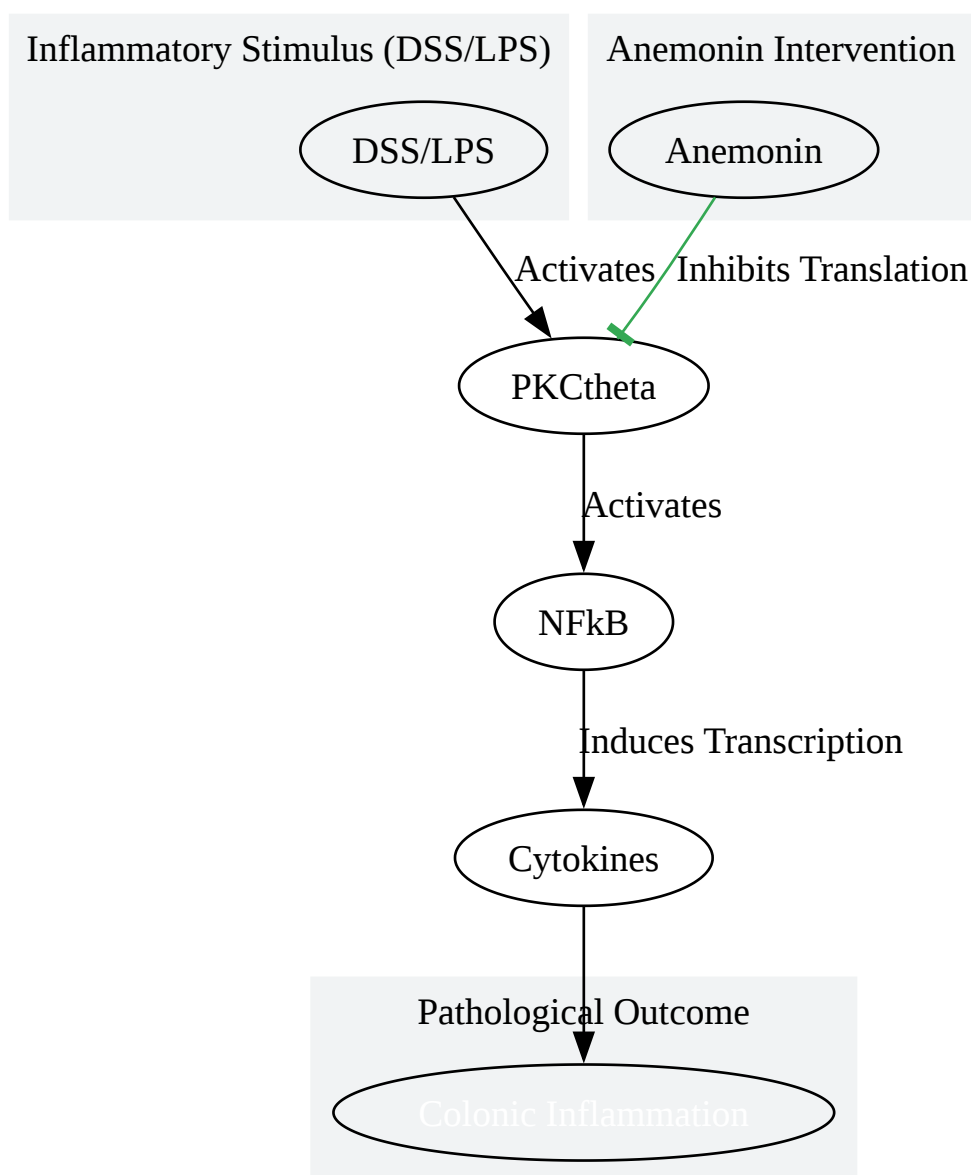 Inflammatory Stimulus (DSS/LPS)
Anemonin Intervention
DSS/LPS
Anemonin
Activates
Inhibits Translation
PKCtheta
Activates
NFkB
Induces Transcription
Cytokines
Pathological Outcome
Colonic Inflammation